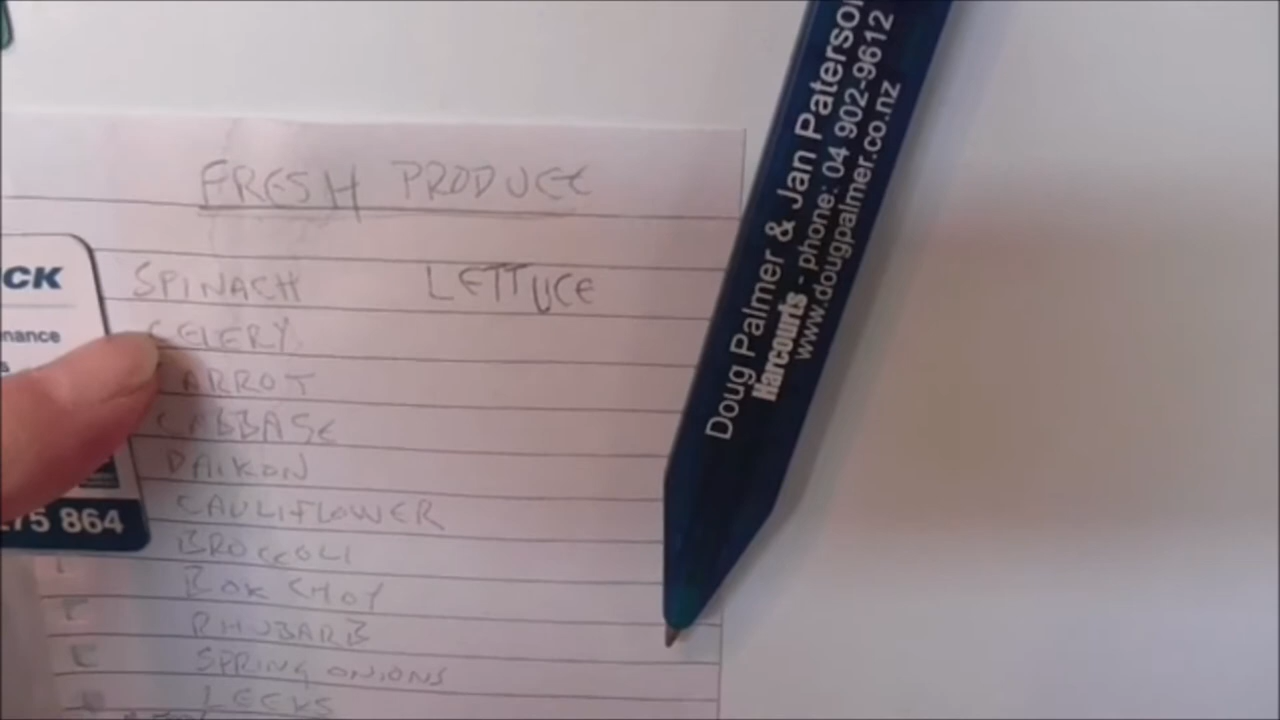 FRESH PRODUCE
SPINACH LETTUCE
CELERY
CARROT
CABBAGE
DAIKON
CAULIFLOWER
BROCCOLI
BOK CHOY
RHUBARB
SPRING ONIONS
LEEKS
CK
nance
s
75 864
Doug Palmer & Jan Paterso
Harcourts - phone: 04 902-9612
www.dougpalmer.co.nz